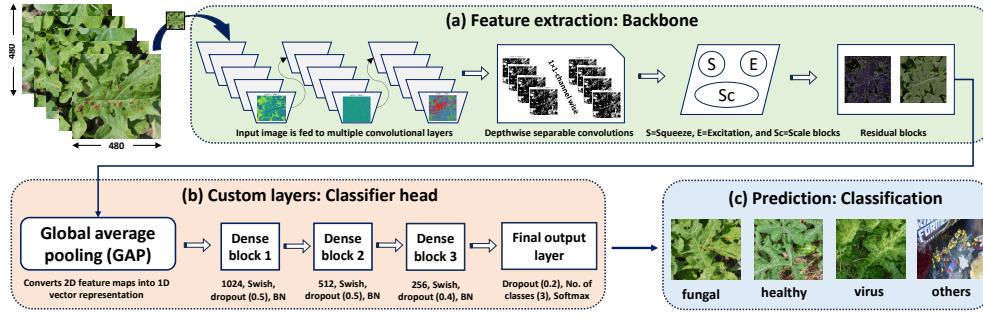 480
480
(a) Feature extraction: Backbone
1×1-channel wise
S
E
Sc
Input image is fed to multiple convolutional layers
Depthwise separable convolutions
S=Squeeze, E=Excitation, and Sc=Scale blocks
Residual blocks
(b) Custom layers: Classifier head
Global average
pooling (GAP)
Converts 2D feature maps into 1D
vector representation
Dense
block 1
1024, Swish,
dropout (0.5), BN
Dense
block 2
512, Swish,
dropout (0.5), BN
Dense
block 3
256, Swish,
dropout (0.4), BN
Final output
layer
Dropout (0.2), No. of
classes (3), Softmax
(c) Prediction: Classification
fungal
healthy
virus
others